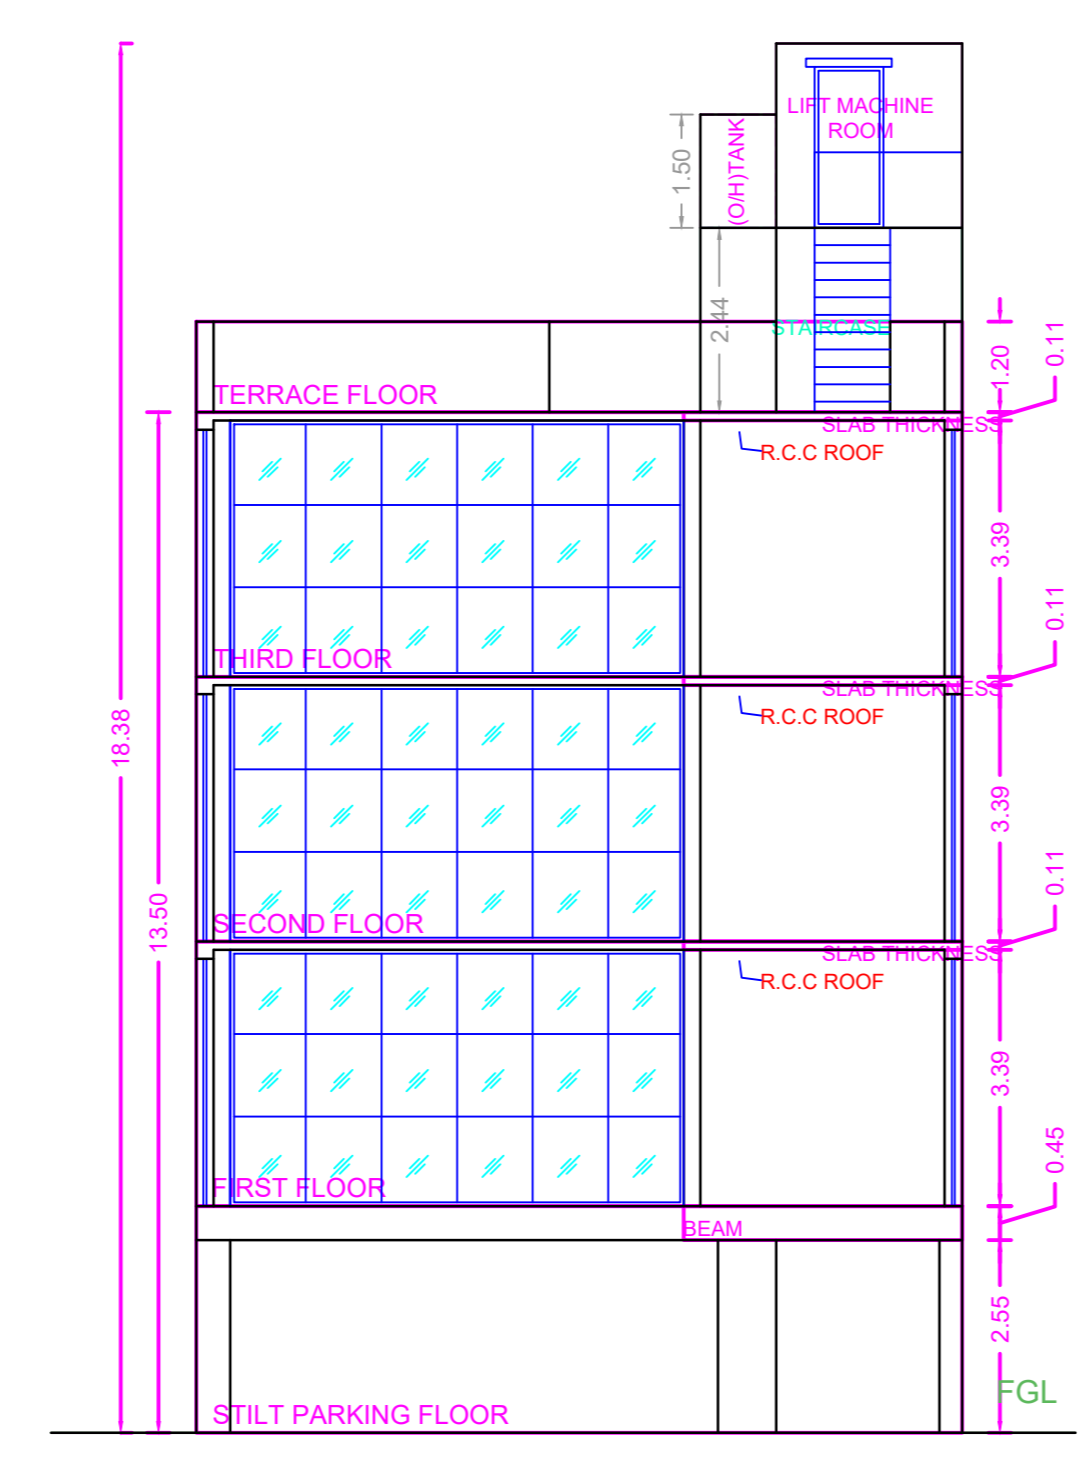 LIFT MACHINE
ROOM
(O/H)TANK
1.50
2.44
STAIRCASE
1.20
0.11
TERRACE FLOOR
SLAB THICKNESS
R.C.C ROOF
3.39
0.11
THIRD FLOOR
SLAB THICKNESS
R.C.C ROOF
18.38
3.39
0.11
13.50
SECOND FLOOR
SLAB THICKNESS
R.C.C ROOF
3.39
0.45
FIRST FLOOR
BEAM
2.55
FGL
STILT PARKING FLOOR